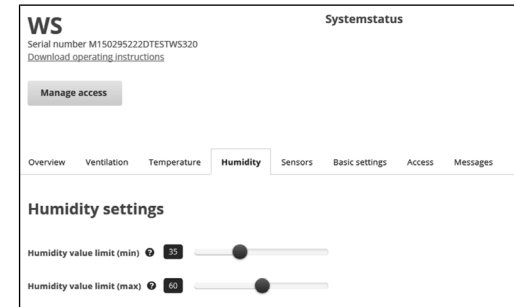 WS
Systemstatus
Serial number M150295222DTESTWS320
Download operating instructions
Manage access
Overview Ventilation Temperature Humidity Sensors Basic settings Access Messages
Humidity settings
Humidity value limit (min) ? 35
Humidity value limit (max) ? 60